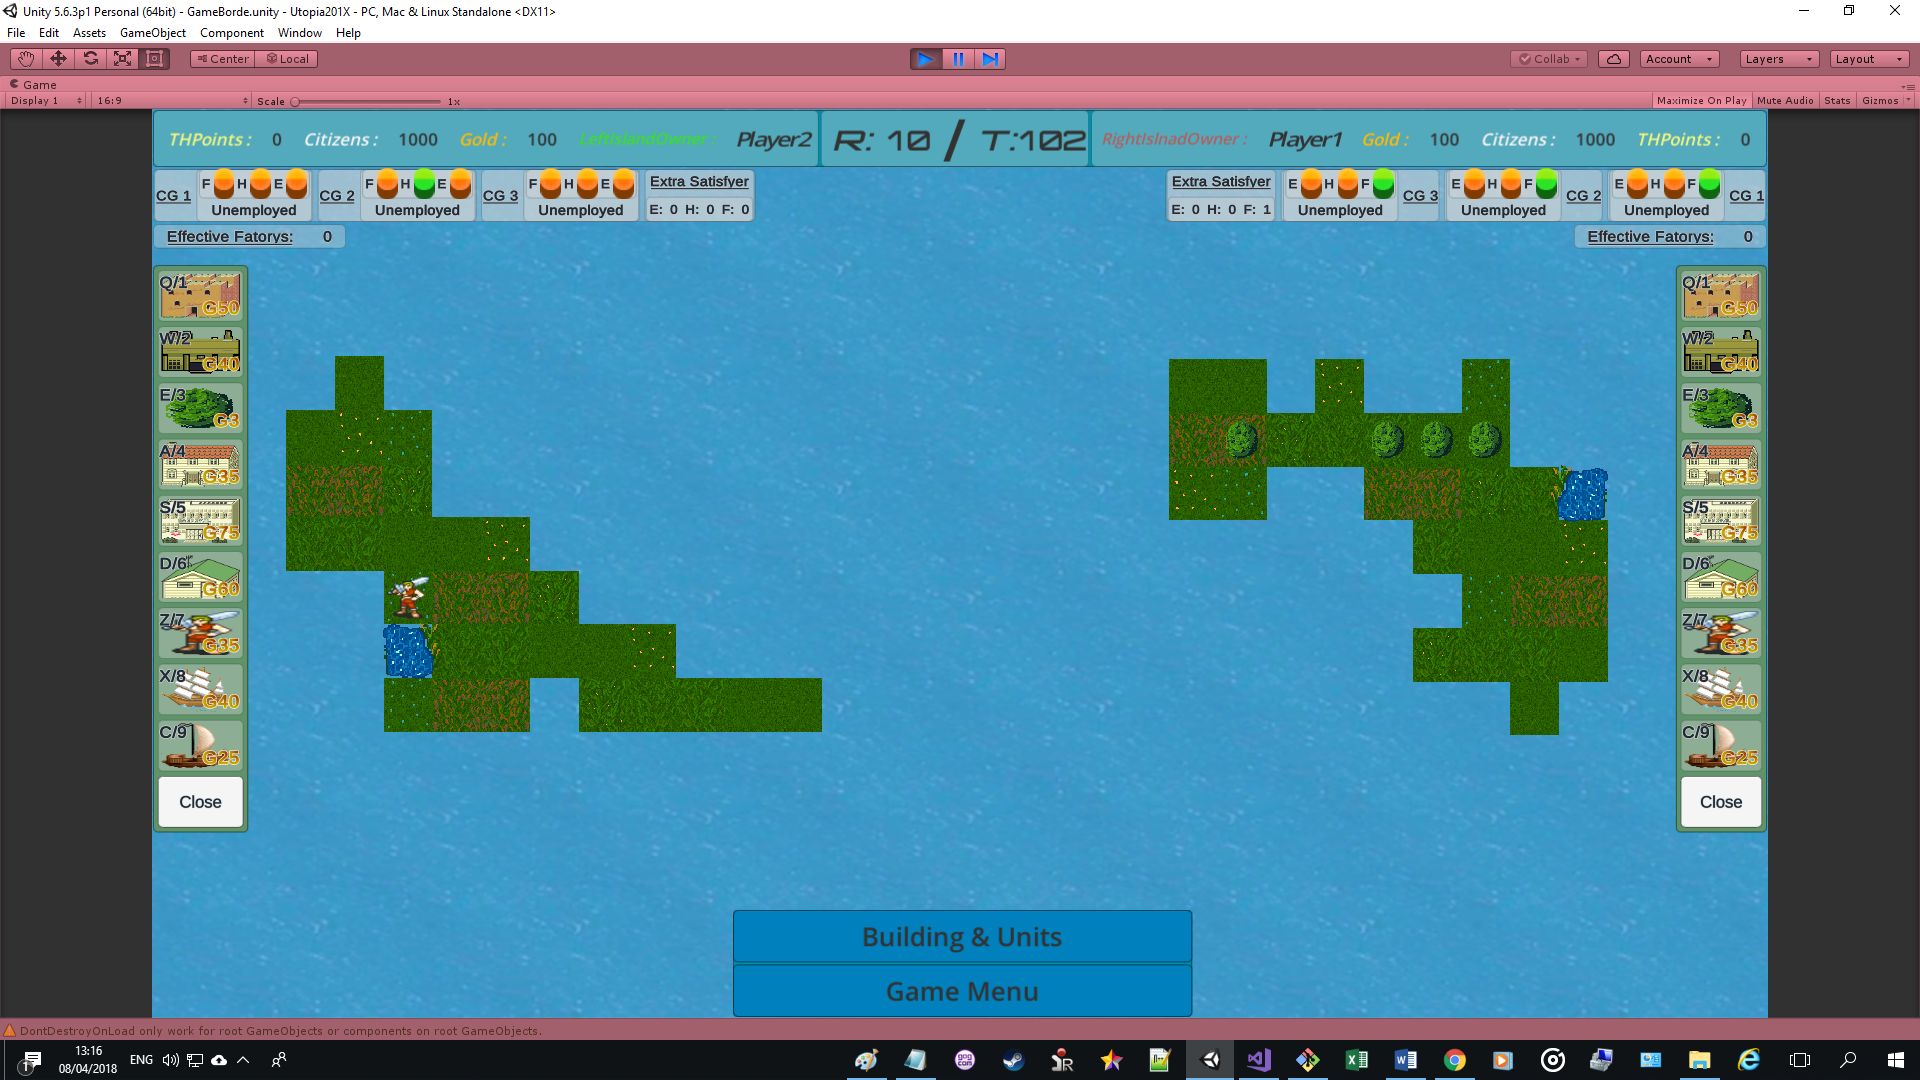 Unity 5.6.3p1 Personal (64bit) - GameBorde.unity - Utopia201X - PC, Mac & Linux Standalone <DX11>
File Edit Assets GameObject Component Window Help
Center Local Collab Account Layers Layout
Game
Display 1 16:9 Scale 1x Maximize On Play Mute Audio Stats Gizmos
THPoints : 0 Citizens : 1000 Gold : 100 LeftIslandOwner : Player2 R: 10 / T:102 RightIslnadOwner : Player1 Gold : 100 Citizens : 1000 THPoints : 0
CG 1 F H E Unemployed CG 2 F H E Unemployed CG 3 F H E Unemployed Extra Satisfyer
E: 0 H: 0 F: 0
Extra Satisfyer E H F Unemployed CG 3 E H F Unemployed CG 2 E H F Unemployed CG 1
E: 0 H: 0 F: 1
Effective Fatorys: 0 Effective Fatorys: 0
Q/1 G50 Q/1 G50
W/2 G40 W/2 G40
E/3 G3 E/3 G3
A/4 G35 A/4 G35
S/5 G75 S/5 G75
D/6 G60 D/6 G60
Z/7 G35 Z/7 G35
X/8 G40 X/8 G40
C/9 G25 C/9 G25
Close Close
Building & Units
Game Menu
DontDestroyOnLoad only work for root GameObjects or components on root GameObjects.
13:16
08/04/2018
ENG